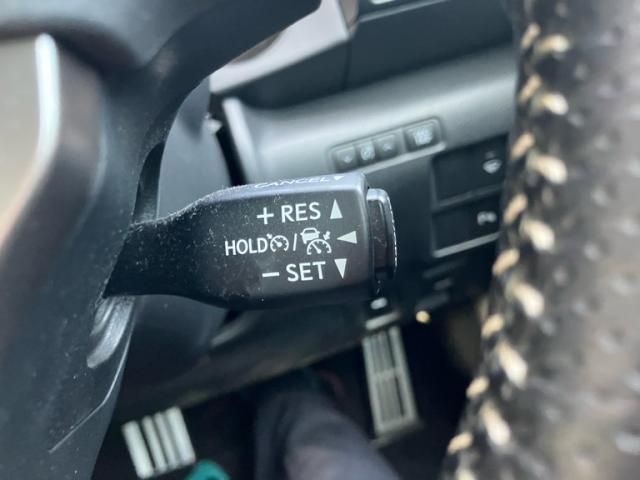 CANCEL
+ RES
HOLD /
- SET